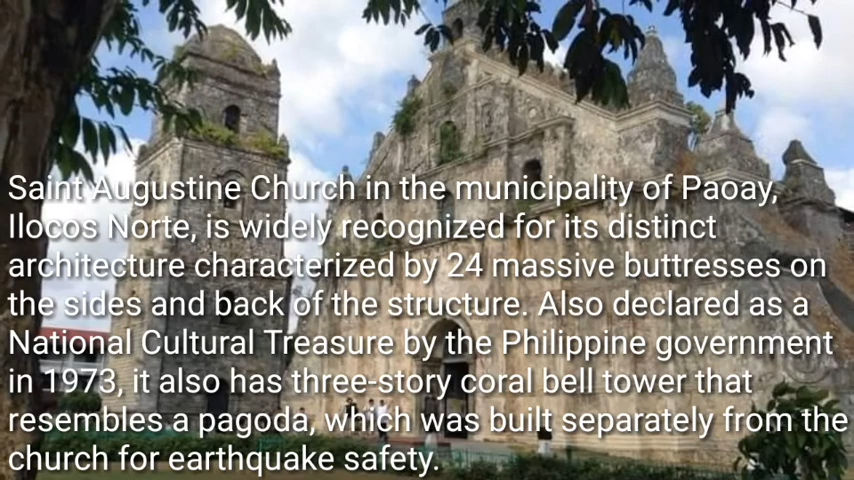 Saint Augustine Church in the municipality of Paoay,
Ilocos Norte, is widely recognized for its distinct
architecture characterized by 24 massive buttresses on
the sides and back of the structure. Also declared as a
National Cultural Treasure by the Philippine government
in 1973, it also has three-story coral bell tower that
resembles a pagoda, which was built separately from the
church for earthquake safety.